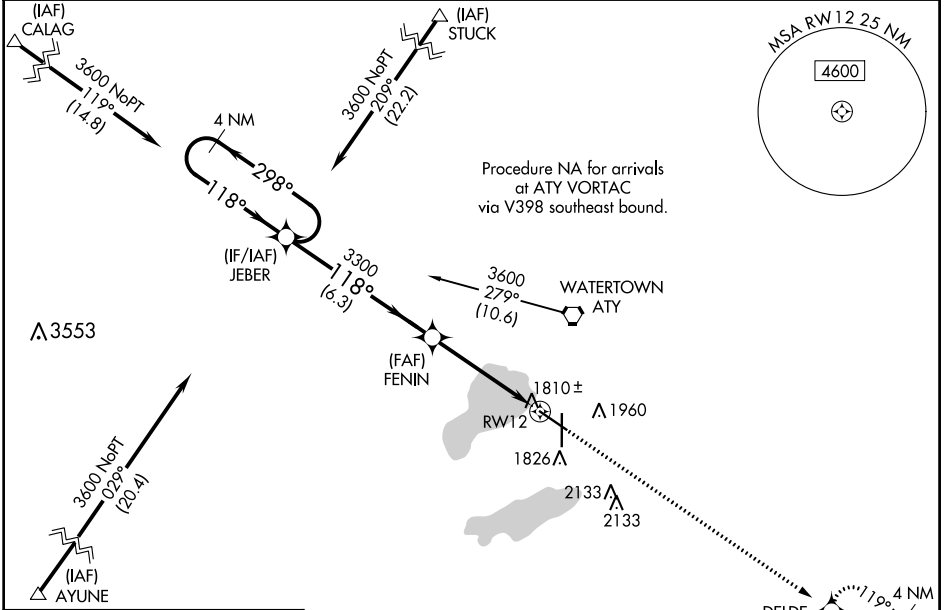 (IAF)
CALAG
3600 NoPT
119°
(14.8)
(IAF)
STUCK
3600 NoPT
209°
(22.2)
MSA RW12 25 NM
4600
4 NM
298°
118°
Procedure NA for arrivals
at ATY VORTAC
via V398 southeast bound.
(IF/IAF)
JEBER
3300
118°
(6.3)
3600
279°
(10.6)
WATERTOWN
ATY
3553
(FAF)
FENIN
1810±
RW12
1960
1826
2133
2133
3600 NoPT
029°
(20.4)
(IAF)
AYUNE
119°
4 NM